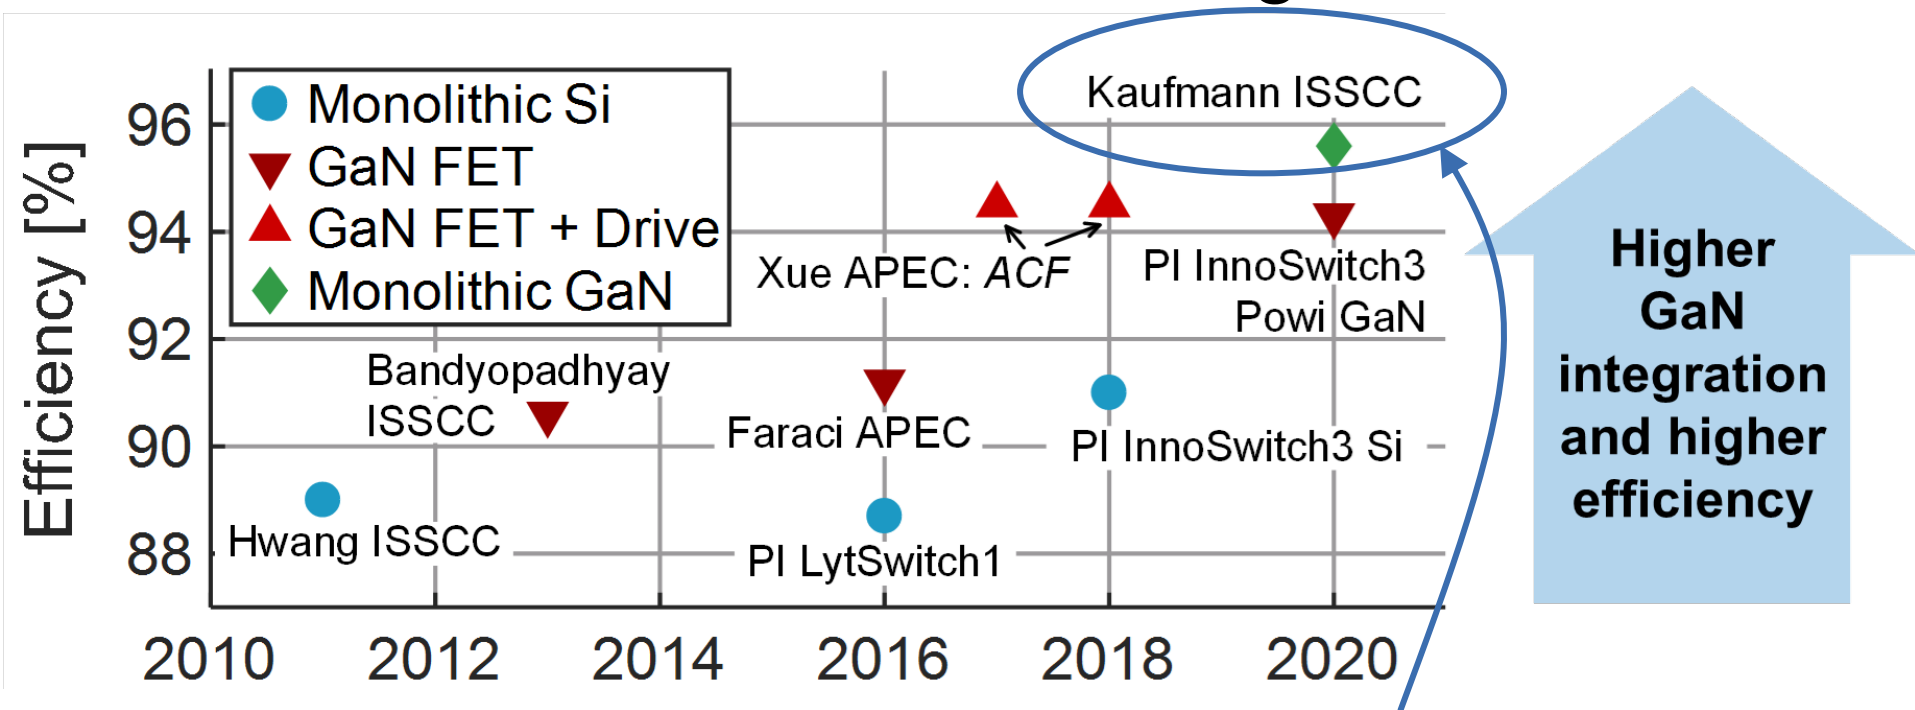 Efficiency [%]
96
94
92
90
88
2010
2012
2014
2016
2018
2020
Monolithic Si
GaN FET
GaN FET + Drive
Monolithic GaN
Kaufmann ISSCC
Xue APEC: ACF
PI InnoSwitch3
Powi GaN
Bandyopadhyay
ISSCC
Faraci APEC
PI InnoSwitch3 Si
Hwang ISSCC
PI LytSwitch1
Higher
GaN
integration
and higher
efficiency